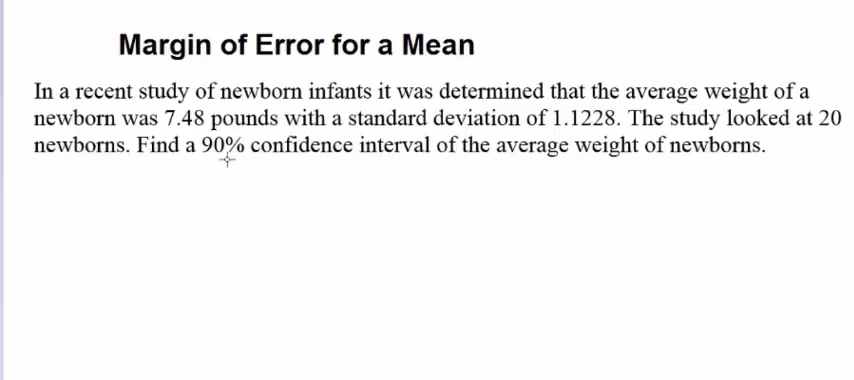 Margin of Error for a Mean
In a recent study of newborn infants it was determined that the average weight of a
newborn was 7.48 pounds with a standard deviation of 1.1228. The study looked at 20
newborns. Find a 90% confidence interval of the average weight of newborns.